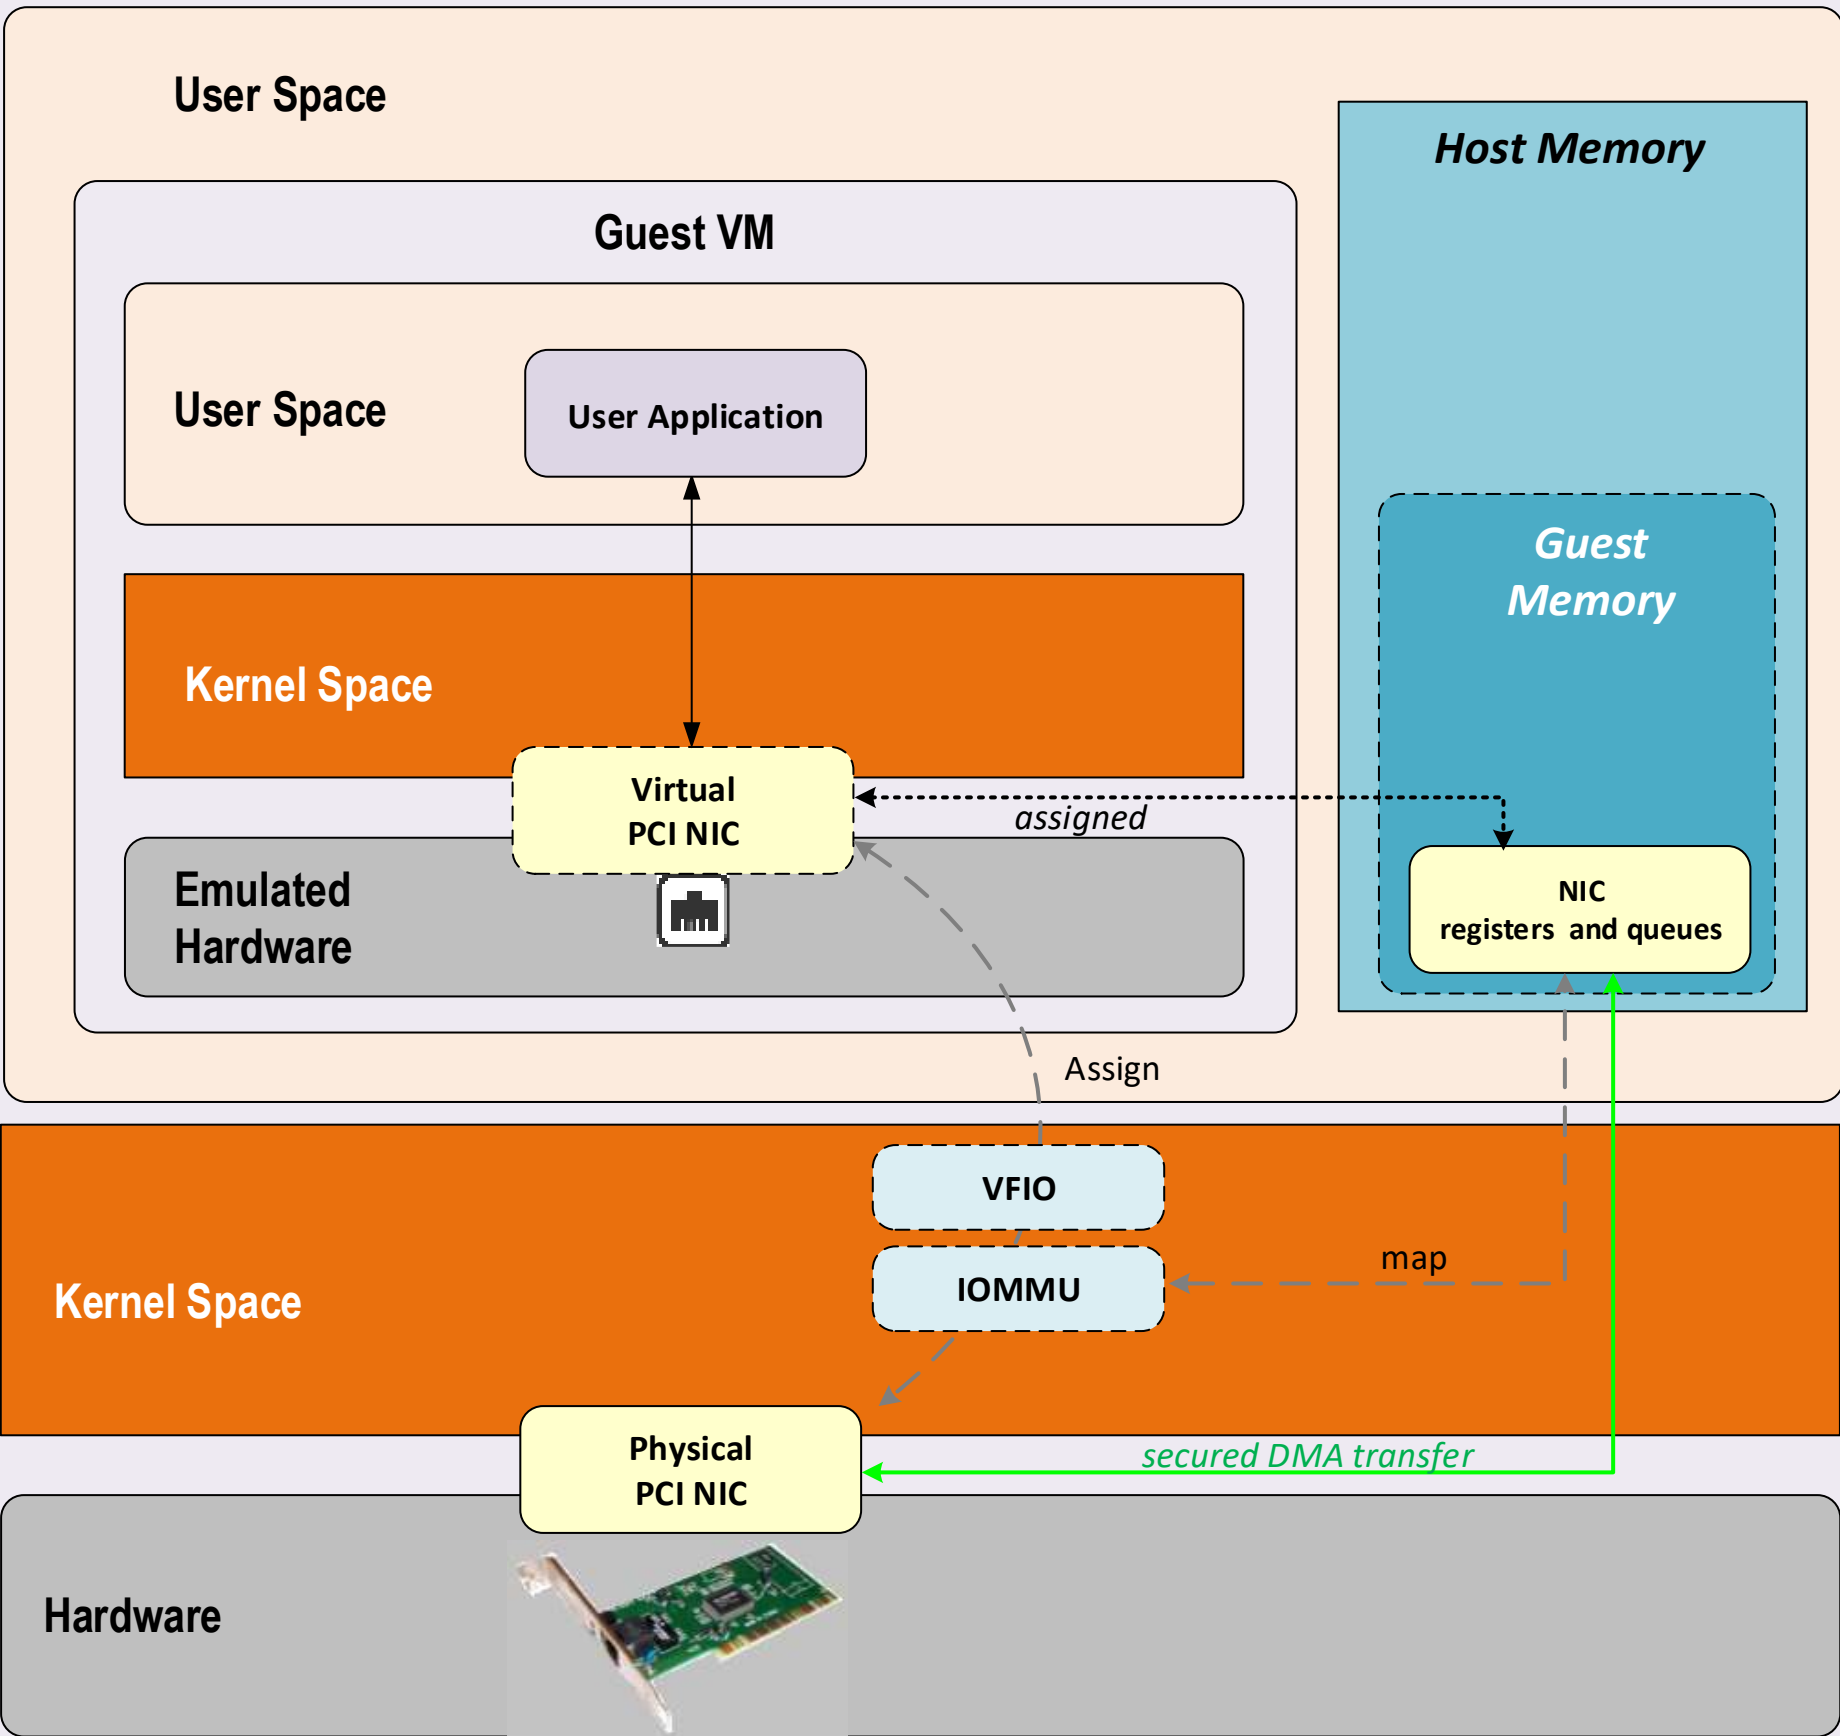 User Space
Host Memory
Guest VM
User Space
User Application
Guest
Memory
Kernel Space
Virtual
PCI NIC
assigned
Emulated
Hardware
NIC
registers  and queues
Assign
VFIO
IOMMU
map
Kernel Space
Physical
PCI NIC
secured DMA transfer
Hardware